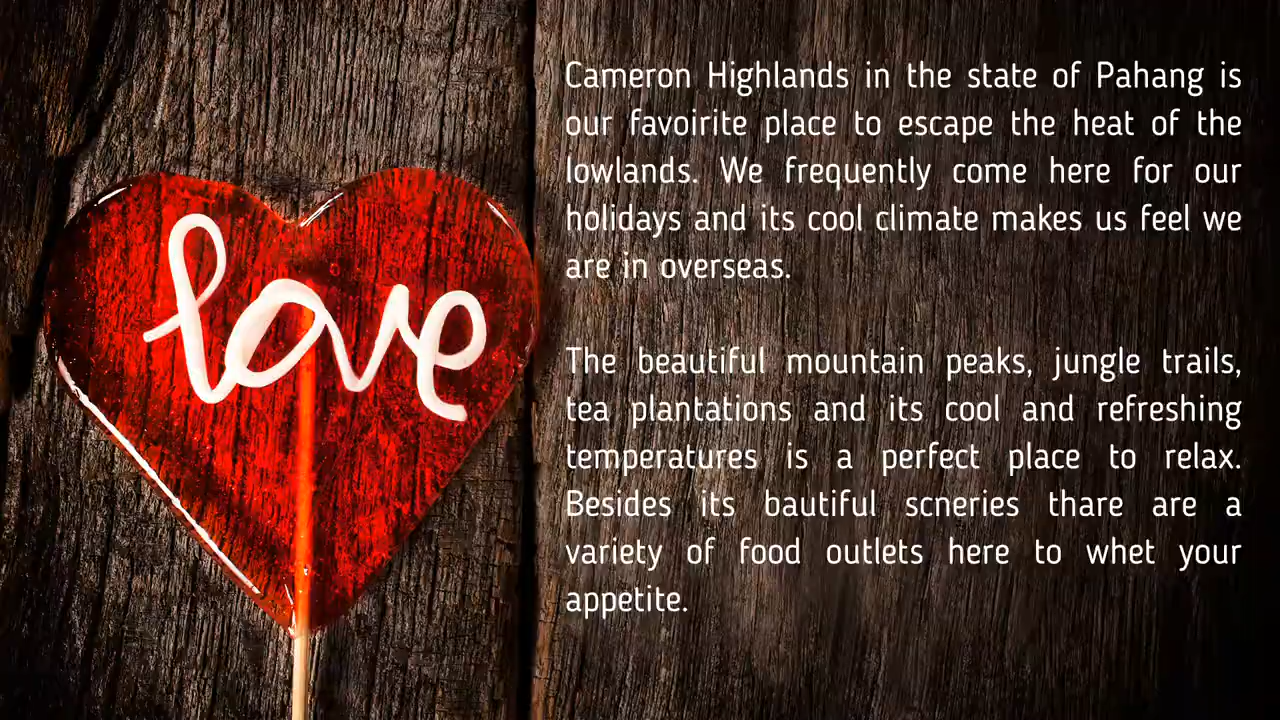 love
Cameron Highlands in the state of Pahang is
our favoirite place to escape the heat of the
lowlands. We frequently come here for our
holidays and its cool climate makes us feel we
are in overseas.
The beautiful mountain peaks, jungle trails,
tea plantations and its cool and refreshing
temperatures is a perfect place to relax.
Besides its bautiful scneries thare are a
variety of food outlets here to whet your
appetite.